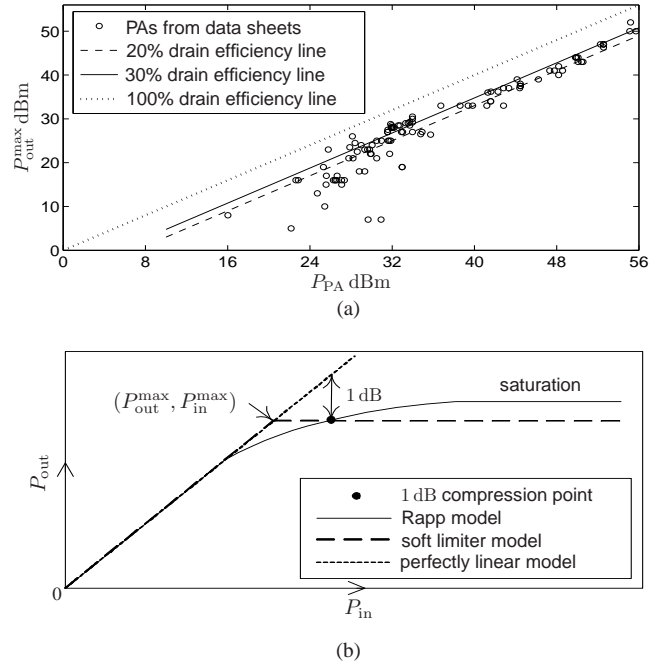 50
40
30
20
10
0
P_out^max dBm
PAs from data sheets
20% drain efficiency line
30% drain efficiency line
100% drain efficiency line
0 8 16 24 32 40 48 56
P_PA dBm
(a)
saturation
(P_out^max, P_in^max)
1 dB
P_out
1 dB compression point
Rapp model
soft limiter model
perfectly linear model
0
P_in
(b)